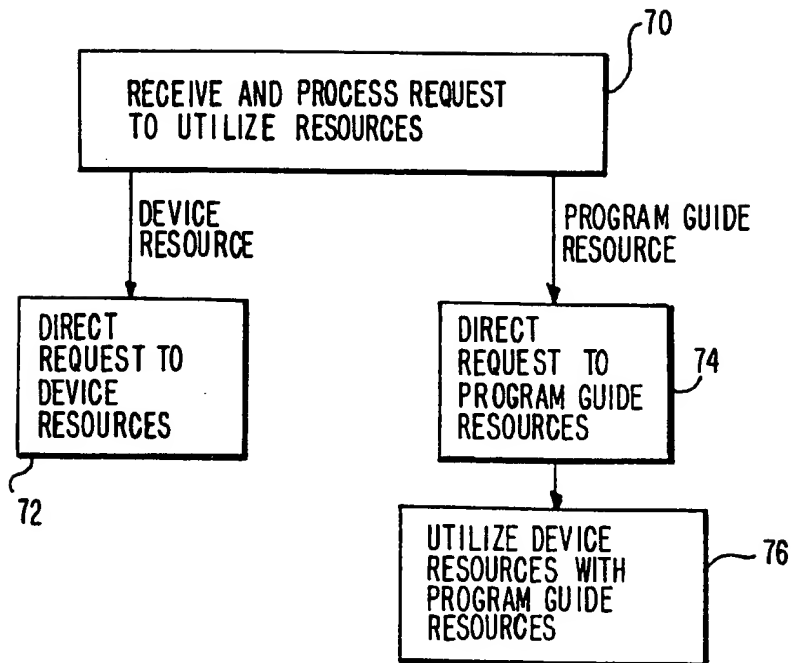 70
RECEIVE AND PROCESS REQUEST
TO UTILIZE RESOURCES
DEVICE
RESOURCE
PROGRAM GUIDE
RESOURCE
DIRECT
REQUEST TO
DEVICE
RESOURCES
72
DIRECT
REQUEST TO
PROGRAM GUIDE
RESOURCES
74
UTILIZE DEVICE
RESOURCES WITH
PROGRAM GUIDE
RESOURCES
76